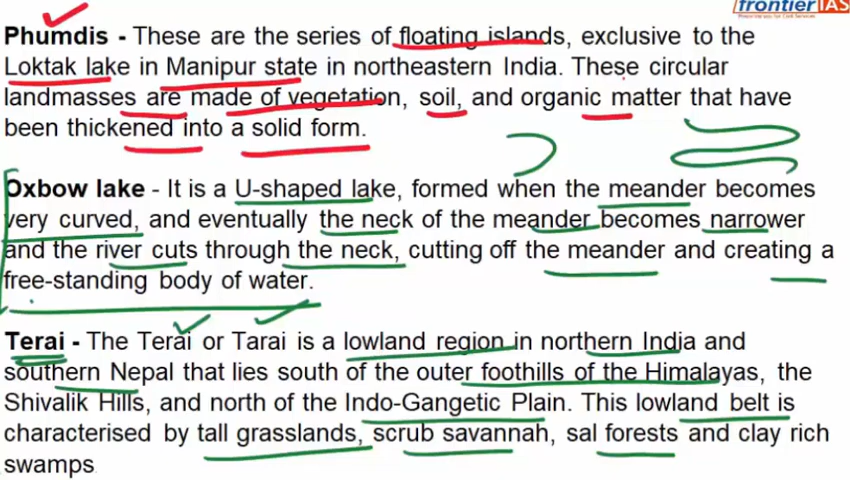 frontierIAS
Phumdis - These are the series of floating islands, exclusive to the
Loktak lake in Manipur state in northeastern India. These circular
landmasses are made of vegetation, soil, and organic matter that have
been thickened into a solid form.
Oxbow lake - It is a U-shaped lake, formed when the meander becomes
very curved, and eventually the neck of the meander becomes narrower
and the river cuts through the neck, cutting off the meander and creating a
free-standing body of water.
Terai - The Terai or Tarai is a lowland region in northern India and
southern Nepal that lies south of the outer foothills of the Himalayas, the
Shivalik Hills, and north of the Indo-Gangetic Plain. This lowland belt is
characterised by tall grasslands, scrub savannah, sal forests and clay rich
swamps